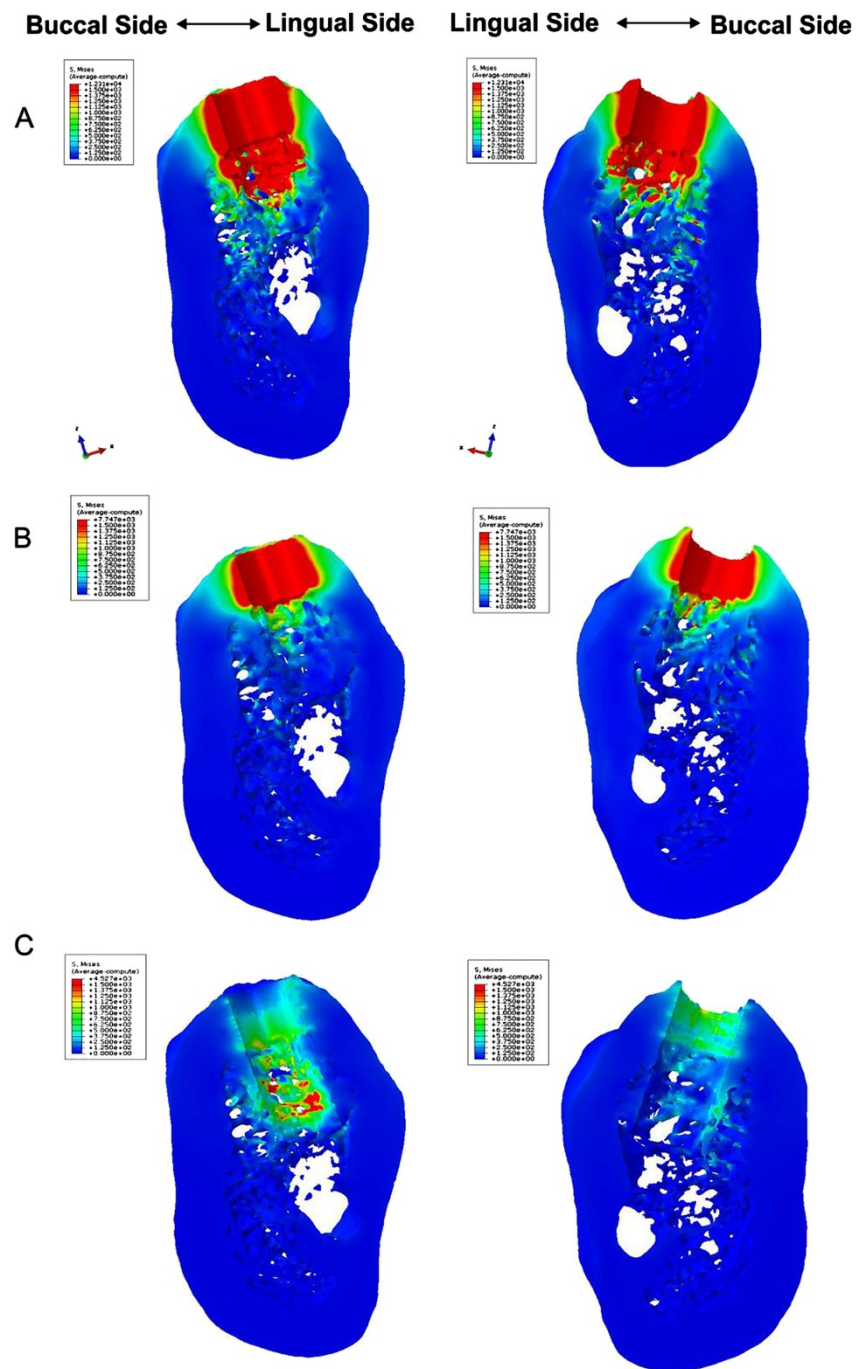 Buccal Side Lingual Side Lingual Side Buccal Side
A
S, Mises
(Average-compute)
+1.231e+04
+1.500e+03
+1.375e+03
+1.250e+03
+1.125e+03
+1.000e+03
+8.750e+02
+7.500e+02
+6.250e+02
+5.000e+02
+3.750e+02
+2.500e+02
+1.250e+02
+0.000e+00
S, Mises
(Average-compute)
+1.231e+04
+1.500e+03
+1.375e+03
+1.250e+03
+1.125e+03
+1.000e+03
+8.750e+02
+7.500e+02
+6.250e+02
+5.000e+02
+3.750e+02
+2.500e+02
+1.250e+02
+0.000e+00
z
x
z
x
B
S, Mises
(Average-compute)
+7.747e+03
+1.500e+03
+1.375e+03
+1.250e+03
+1.125e+03
+1.000e+03
+8.750e+02
+7.500e+02
+6.250e+02
+5.000e+02
+3.750e+02
+2.500e+02
+1.250e+02
+0.000e+00
S, Mises
(Average-compute)
+7.747e+03
+1.500e+03
+1.375e+03
+1.250e+03
+1.125e+03
+1.000e+03
+8.750e+02
+7.500e+02
+6.250e+02
+5.000e+02
+3.750e+02
+2.500e+02
+1.250e+02
+0.000e+00
C
S, Mises
(Average-compute)
+4.527e+03
+1.500e+03
+1.375e+03
+1.250e+03
+1.125e+03
+1.000e+03
+8.750e+02
+7.500e+02
+6.250e+02
+5.000e+02
+3.750e+02
+2.500e+02
+1.250e+02
+0.000e+00
S, Mises
(Average-compute)
+4.527e+03
+1.500e+03
+1.375e+03
+1.250e+03
+1.125e+03
+1.000e+03
+8.750e+02
+7.500e+02
+6.250e+02
+5.000e+02
+3.750e+02
+2.500e+02
+1.250e+02
+0.000e+00